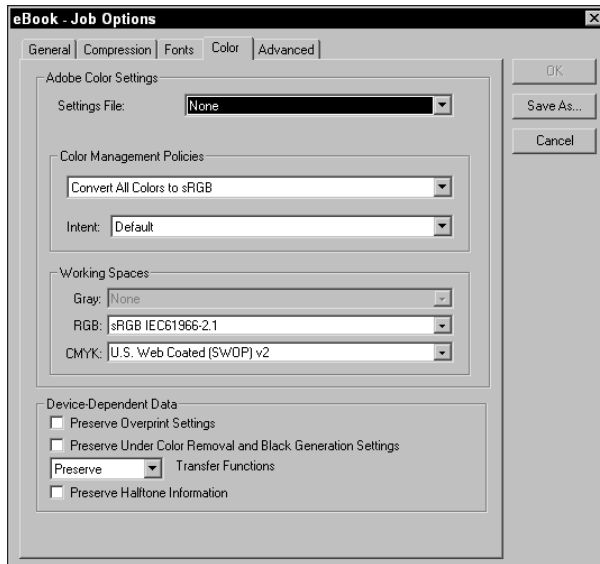 eBook - Job Options
General Compression Fonts Color Advanced
OK
Save As...
Cancel
Adobe Color Settings
Settings File: None
Color Management Policies
Convert All Colors to sRGB
Intent: Default
Working Spaces
Gray: None
RGB: sRGB IEC61966-2.1
CMYK: U.S. Web Coated (SWOP) v2
Device-Dependent Data
Preserve Overprint Settings
Preserve Under Color Removal and Black Generation Settings
Preserve Transfer Functions
Preserve Halftone Information